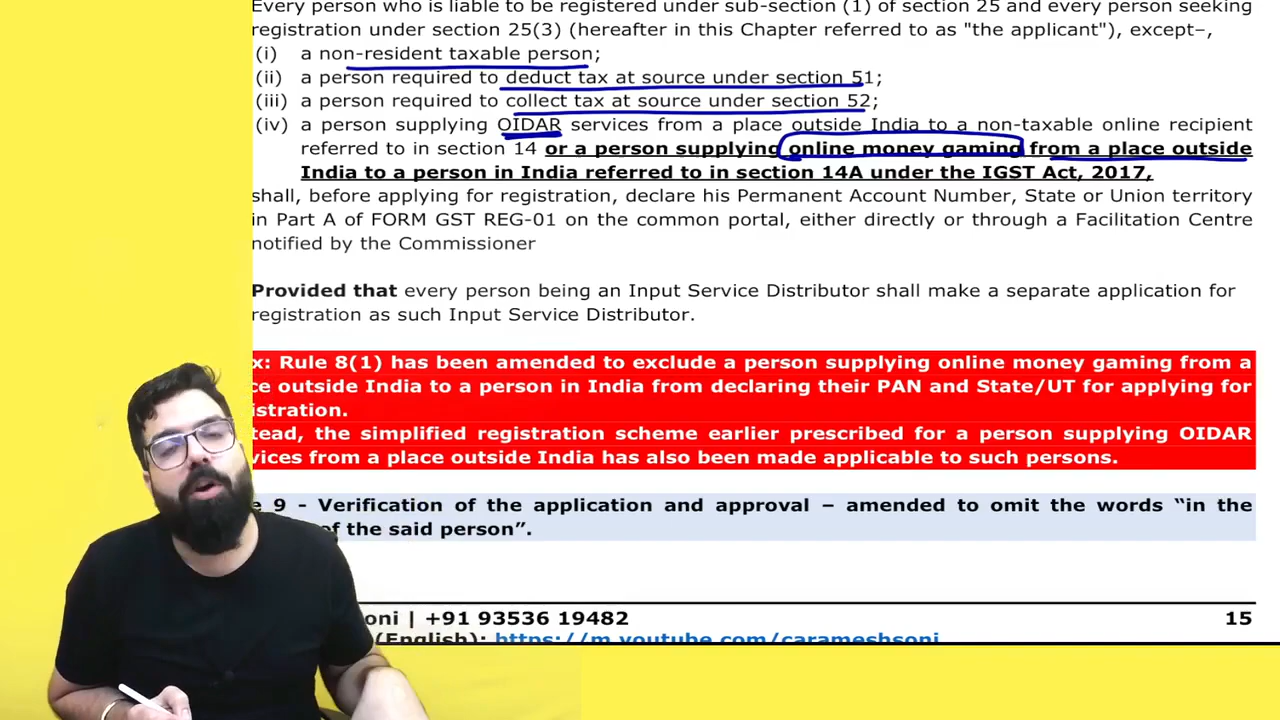 Every person who is liable to be registered under sub-section (1) of section 25 and every person seeking
registration under section 25(3) (hereafter in this Chapter referred to as "the applicant"), except–,
(i) a non-resident taxable person;
(ii) a person required to deduct tax at source under section 51;
(iii) a person required to collect tax at source under section 52;
(iv) a person supplying OIDAR services from a place outside India to a non-taxable online recipient
referred to in section 14 or a person supplying online money gaming from a place outside
India to a person in India referred to in section 14A under the IGST Act, 2017,
shall, before applying for registration, declare his Permanent Account Number, State or Union territory
in Part A of FORM GST REG-01 on the common portal, either directly or through a Facilitation Centre
notified by the Commissioner
Provided that every person being an Input Service Distributor shall make a separate application for
registration as such Input Service Distributor.
x: Rule 8(1) has been amended to exclude a person supplying online money gaming from a
ce outside India to a person in India from declaring their PAN and State/UT for applying for
istration.
tead, the simplified registration scheme earlier prescribed for a person supplying OIDAR
vices from a place outside India has also been made applicable to such persons.
e 9 - Verification of the application and approval – amended to omit the words “in the
of the said person”.
oni | +91 93536 19482 15
(English): https://m.youtube.com/carameshsoni